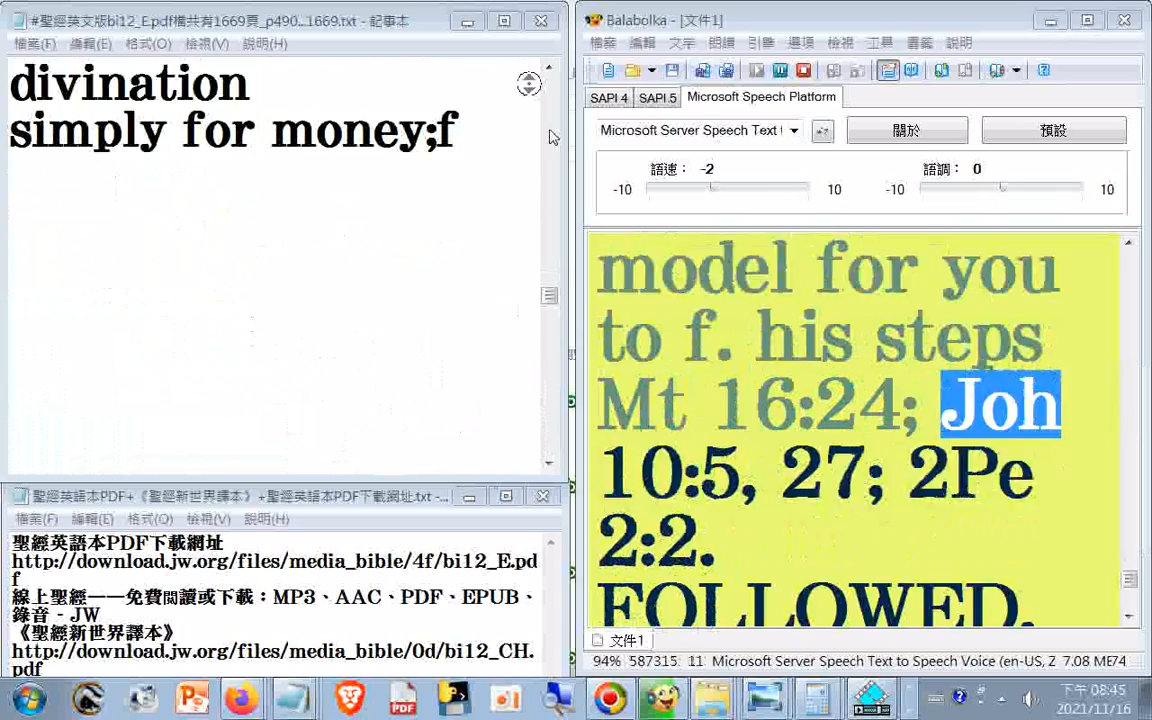 #聖經英文版bi12_E.pdf橫共有1669頁_p490...1669.txt - 記事本
檔案(F) 編輯(E) 格式(O) 檢視(V) 說明(H)
divination
simply for money;f
聖經英語本PDF+《聖經新世界譯本》+聖經英語本PDF下載網址.txt -...
檔案(F) 編輯(E) 格式(O) 檢視(V) 說明(H)
聖經英語本PDF下載網址
http://download.jw.org/files/media_bible/4f/bi12_E.pd
f
線上聖經——免費閱讀或下載：MP3、AAC、PDF、EPUB、
錄音 - JW
《聖經新世界譯本》
http://download.jw.org/files/media_bible/0d/bi12_CH.
pdf
Balabolka - [文件1]
檔案 編輯 文字 朗讀 引擎 選項 檢視 工具 書籤 說明
SAPI 4 SAPI 5 Microsoft Speech Platform
Microsoft Server Speech Text t 關於 預設
語速： -2 語調： 0
-10 10 -10 10
model for you
to f. his steps
Mt 16:24; Joh
10:5, 27; 2Pe
2:2.
FOLLOWED,
文件1
94% 587315: 11 Microsoft Server Speech Text to Speech Voice (en-US, Z 7.08 ME74
下午 08:45
2021/11/16